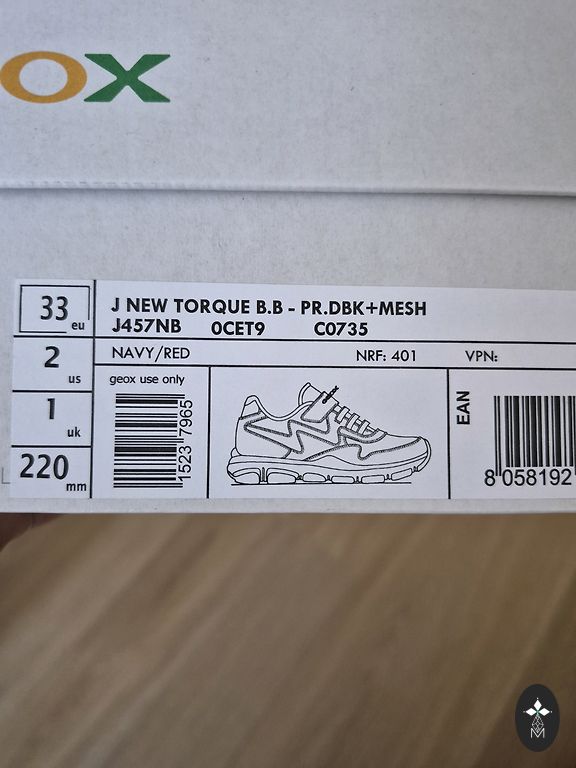 OX
33 eu
J NEW TORQUE B.B - PR.DBK+MESH
J457NB 0CET9 C0735
2 us
NAVY/RED NRF: 401 VPN:
geox use only
1 uk
220 mm
1523 7965
EAN
8 058192
M